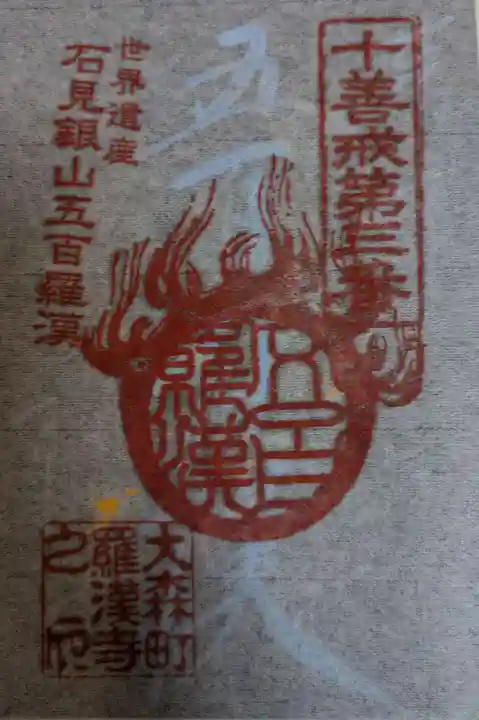 十善戒第三番
五百
羅漢
世界遺産
石見銀山五百羅漢
大森町
羅漢寺
之印